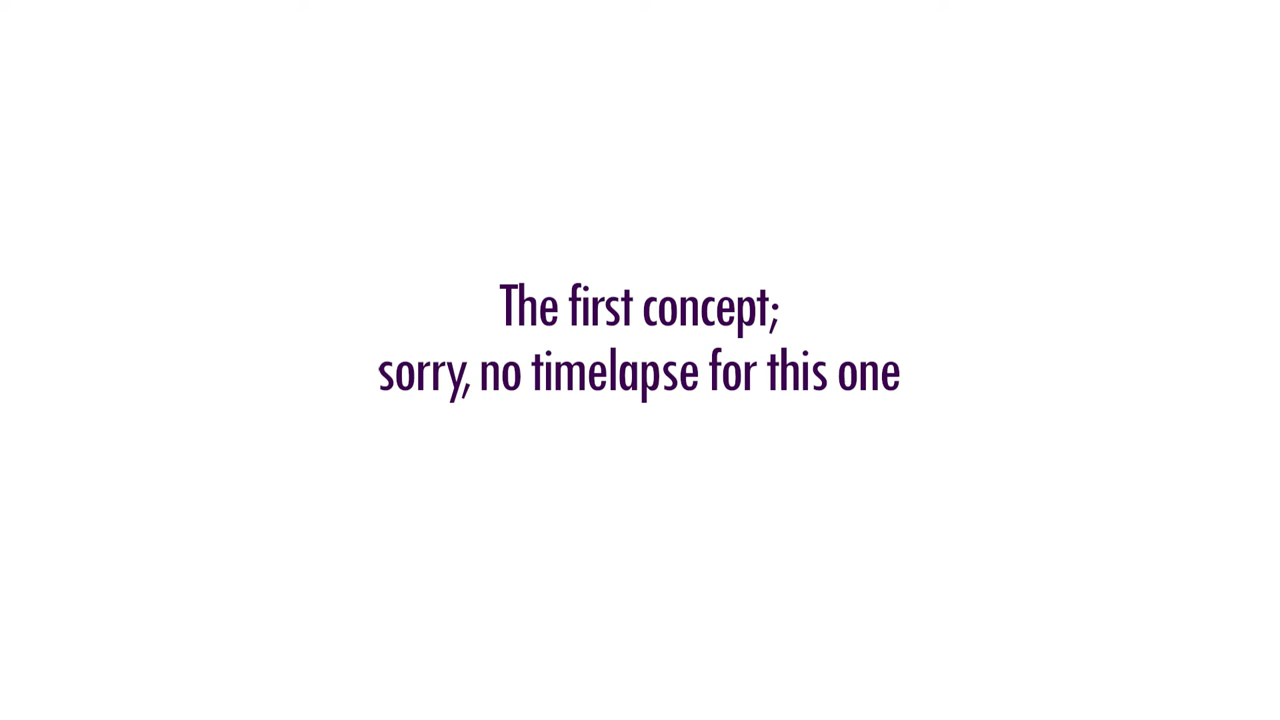 The first concept;
sorry, no timelapse for this one